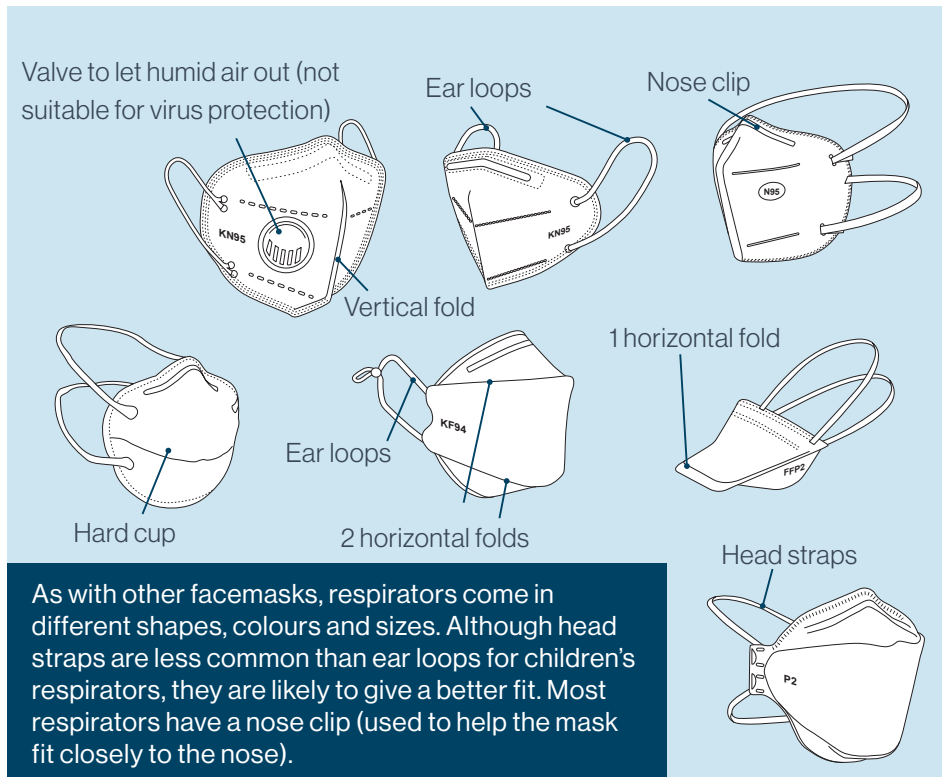 Valve to let humid air out (not
suitable for virus protection)
Ear loops
Nose clip
KN95
KN95
N95
Vertical fold
1 horizontal fold
KF94
Ear loops
FFP2
Hard cup
2 horizontal folds
Head straps
P2
As with other facemasks, respirators come in
different shapes, colours and sizes. Although head
straps are less common than ear loops for children’s
respirators, they are likely to give a better fit. Most
respirators have a nose clip (used to help the mask
fit closely to the nose).